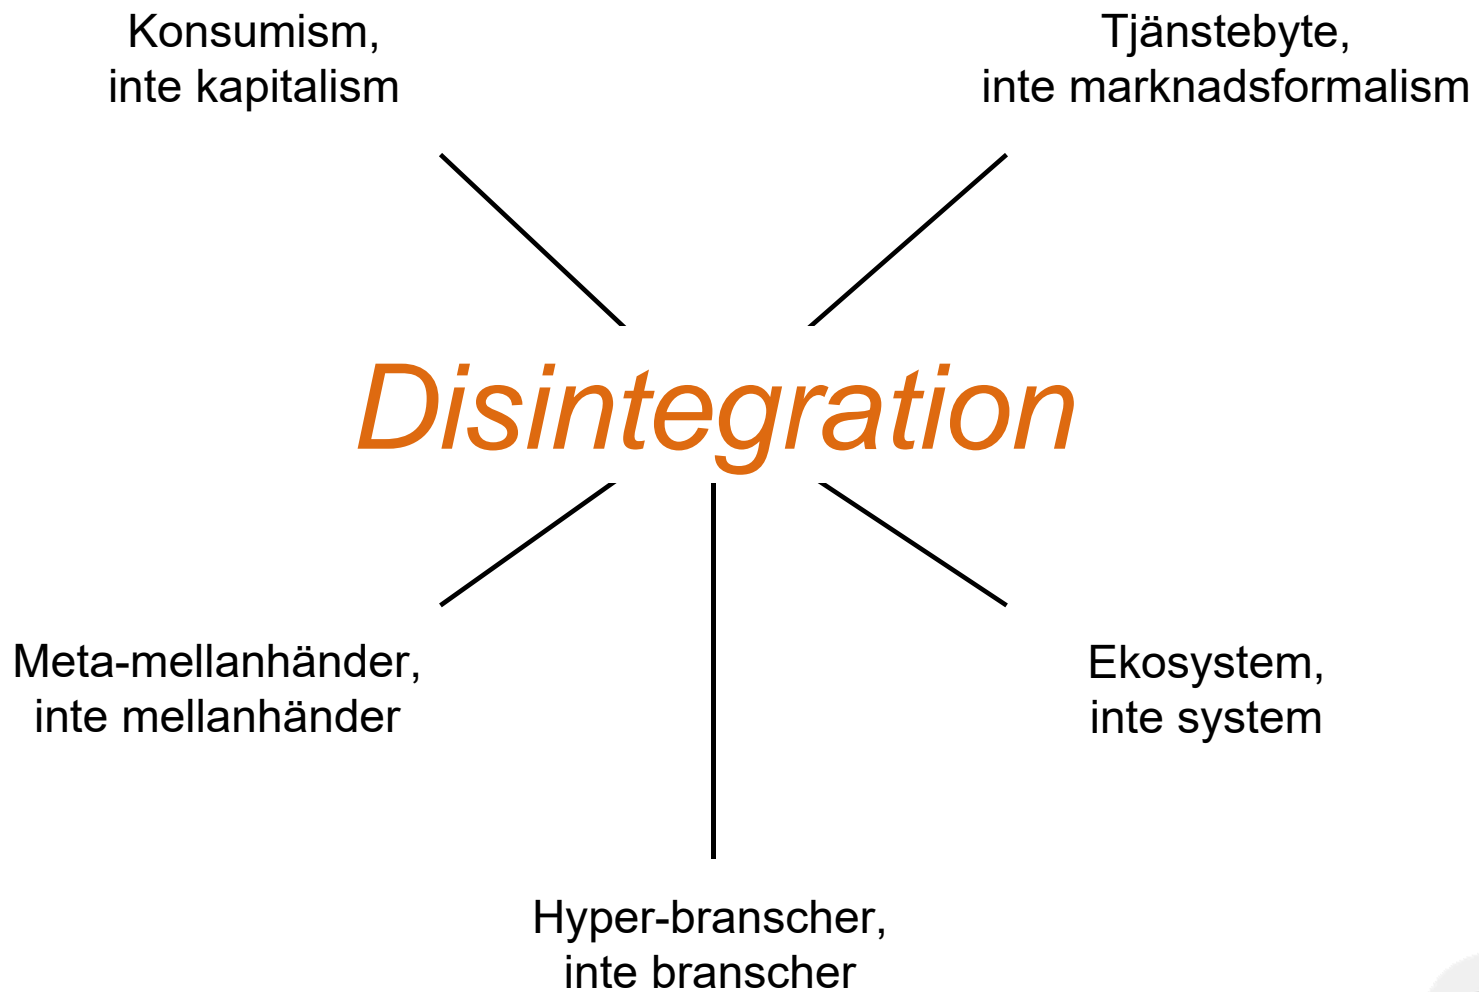 Konsumism,
inte kapitalism
Tjänstebyte,
inte marknadsformalism
Disintegration
Meta-mellanhänder,
inte mellanhänder
Ekosystem,
inte system
Hyper-branscher,
inte branscher